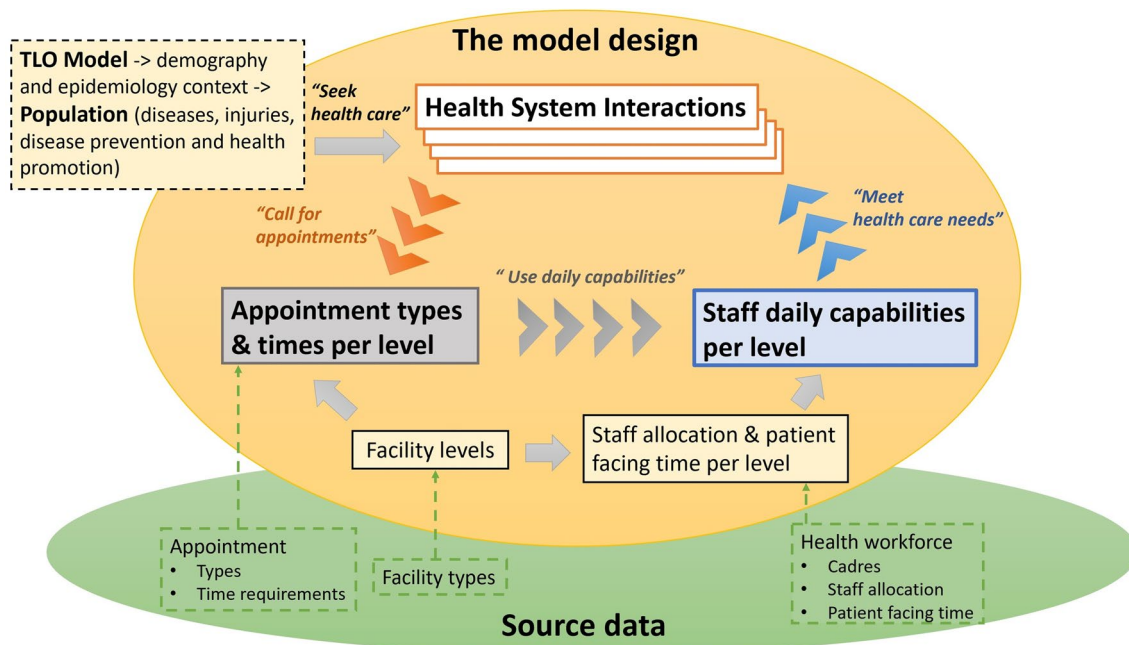 The model design
TLO Model -> demography
and epidemiology context ->
Population (diseases, injuries,
disease prevention and health
promotion)
“Seek
health care”
Health System Interactions
“Call for
appointments”
“Meet
health care needs”
“ Use daily capabilities”
Appointment types
& times per level
Staff daily capabilities
per level
Facility levels
Staff allocation & patient
facing time per level
Appointment
• Types
• Time requirements
Facility types
Health workforce
• Cadres
• Staff allocation
• Patient facing time
Source data